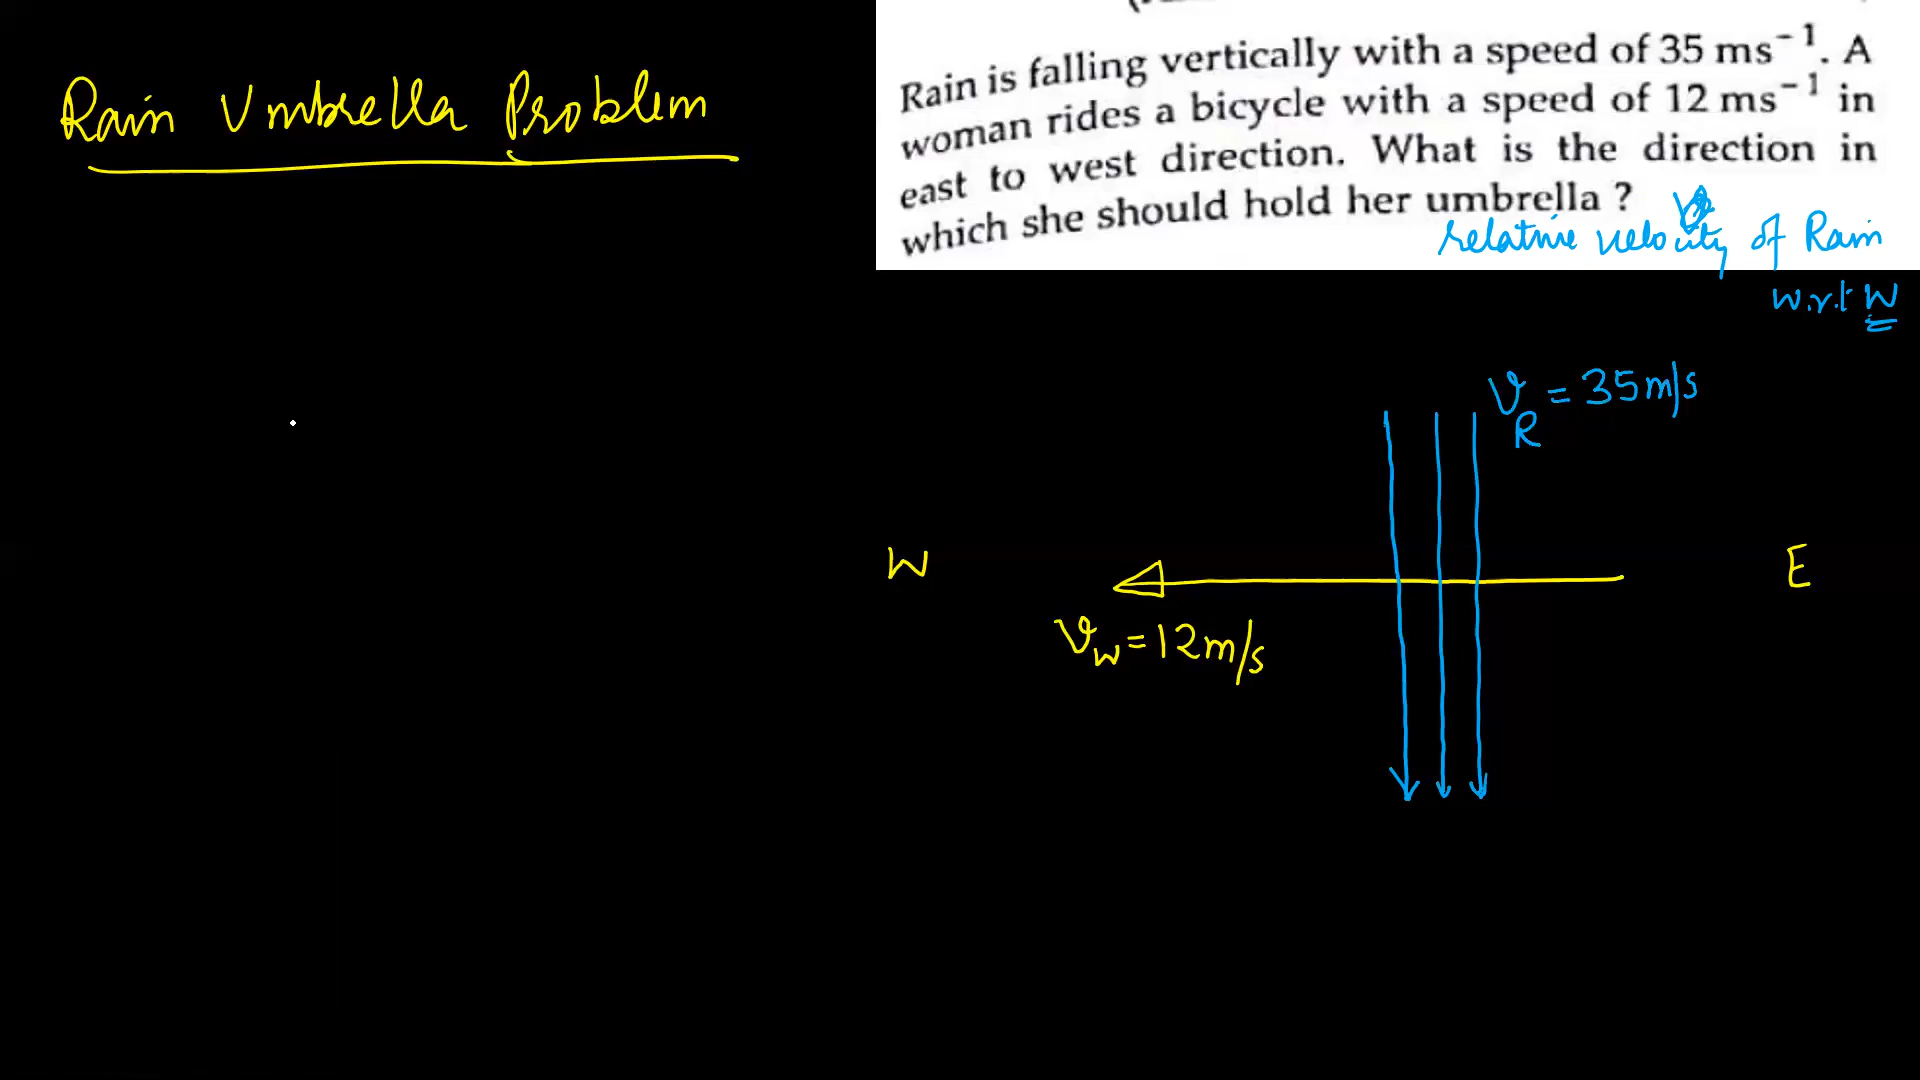 Rain Umbrella Problem
Rain is falling vertically with a speed of 35 ms⁻¹. A
woman rides a bicycle with a speed of 12 ms⁻¹ in
east to west direction. What is the direction in
which she should hold her umbrella ?
relative velocity of Rain
w.r.t W
v_R = 35 m/s
W
E
v_W = 12 m/s